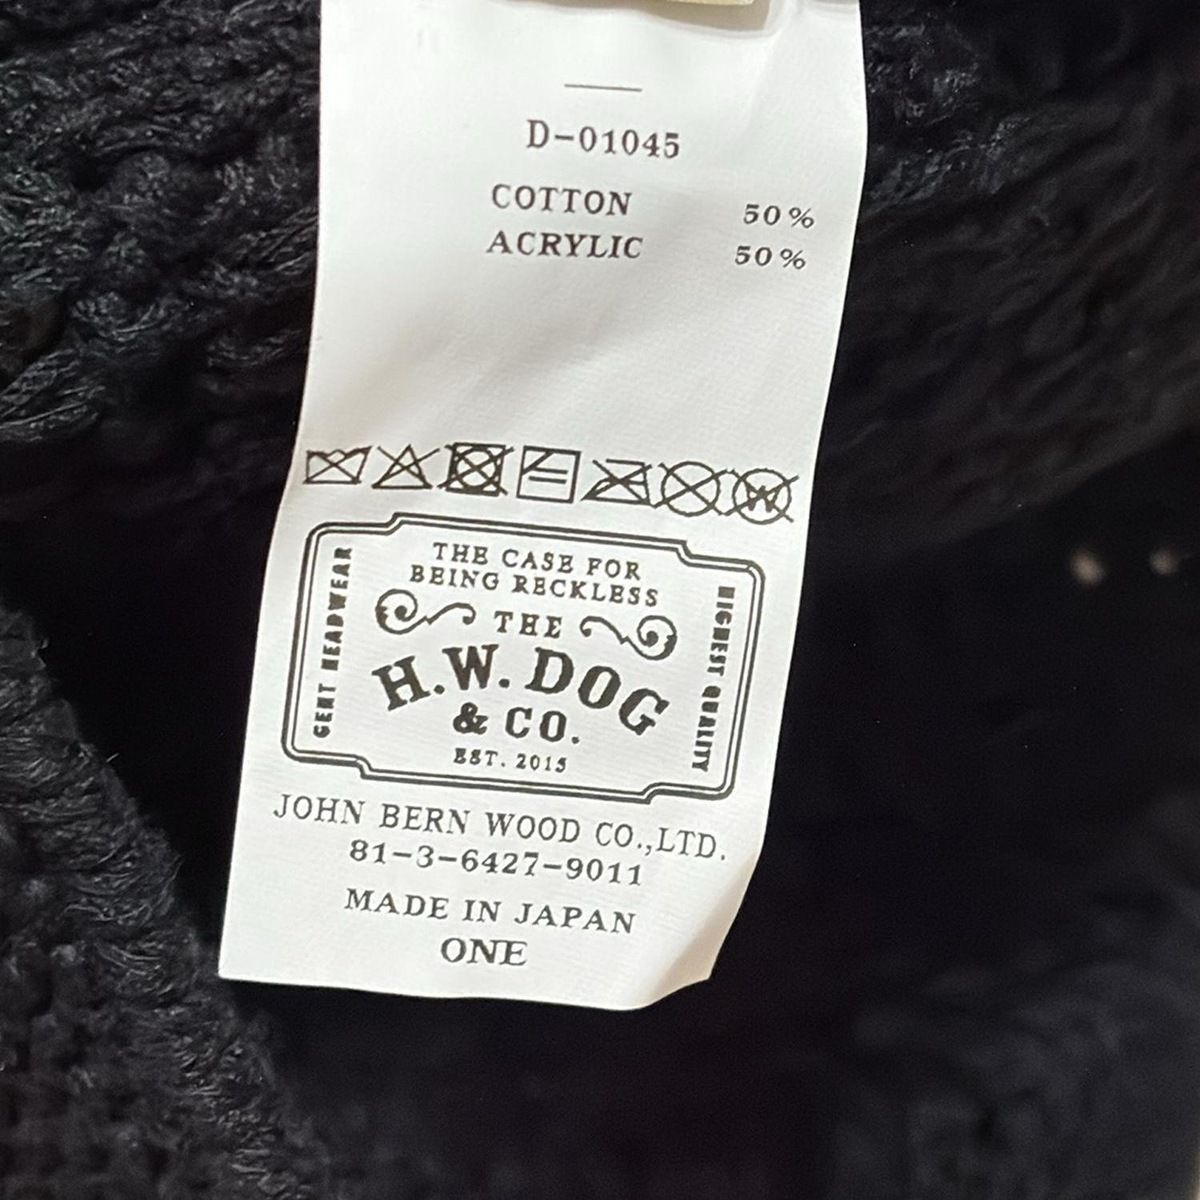 D-01045
COTTON 50%
ACRYLIC 50%
W
THE CASE FOR
BEING RECKLESS
GENT HEADWEAR
THE
H.W. DOG
& CO.
EST. 2015
HIGHEST QUALITY
JOHN BERN WOOD CO.,LTD.
81-3-6427-9011
MADE IN JAPAN
ONE